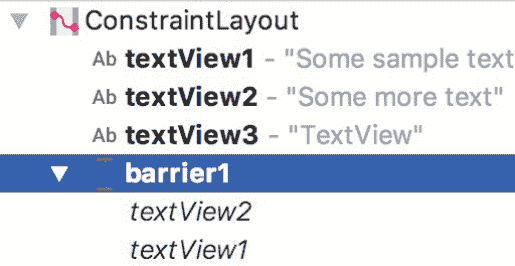 ConstraintLayout
Ab textView1 - "Some sample text
Ab textView2 - "Some more text"
Ab textView3 - "TextView"
barrier1
textView2
textView1